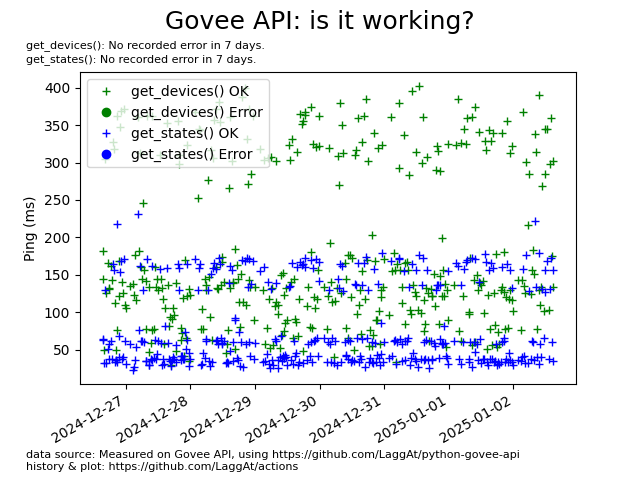 Govee API: is it working?
get_devices(): No recorded error in 7 days.
get_states(): No recorded error in 7 days.
get_devices() OK
get_devices() Error
get_states() OK
get_states() Error
Ping (ms)
400
350
300
250
200
150
100
50
2024-12-27
2024-12-28
2024-12-29
2024-12-30
2024-12-31
2025-01-01
2025-01-02
data source: Measured on Govee API, using https://github.com/LaggAt/python-govee-api
history & plot: https://github.com/LaggAt/actions